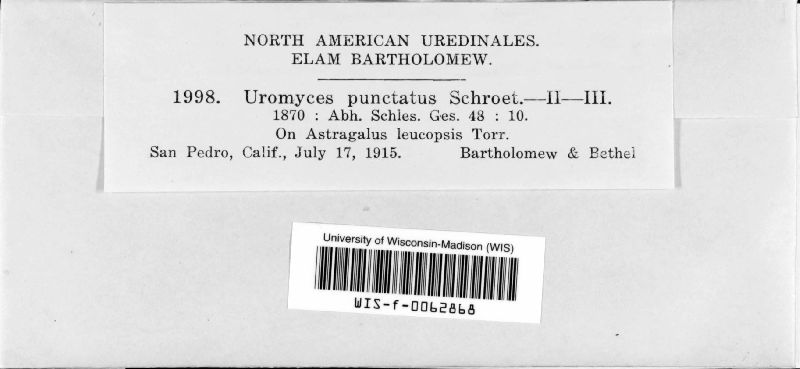 NORTH AMERICAN UREDINALES.
ELAM BARTHOLOMEW.
1998. Uromyces punctatus Schroet.—II—III.
1870 : Abh. Schles. Ges. 48 : 10.
On Astragalus leucopsis Torr.
San Pedro, Calif., July 17, 1915. Bartholomew & Bethel
University of Wisconsin-Madison (WIS)
WIS-f-0062868